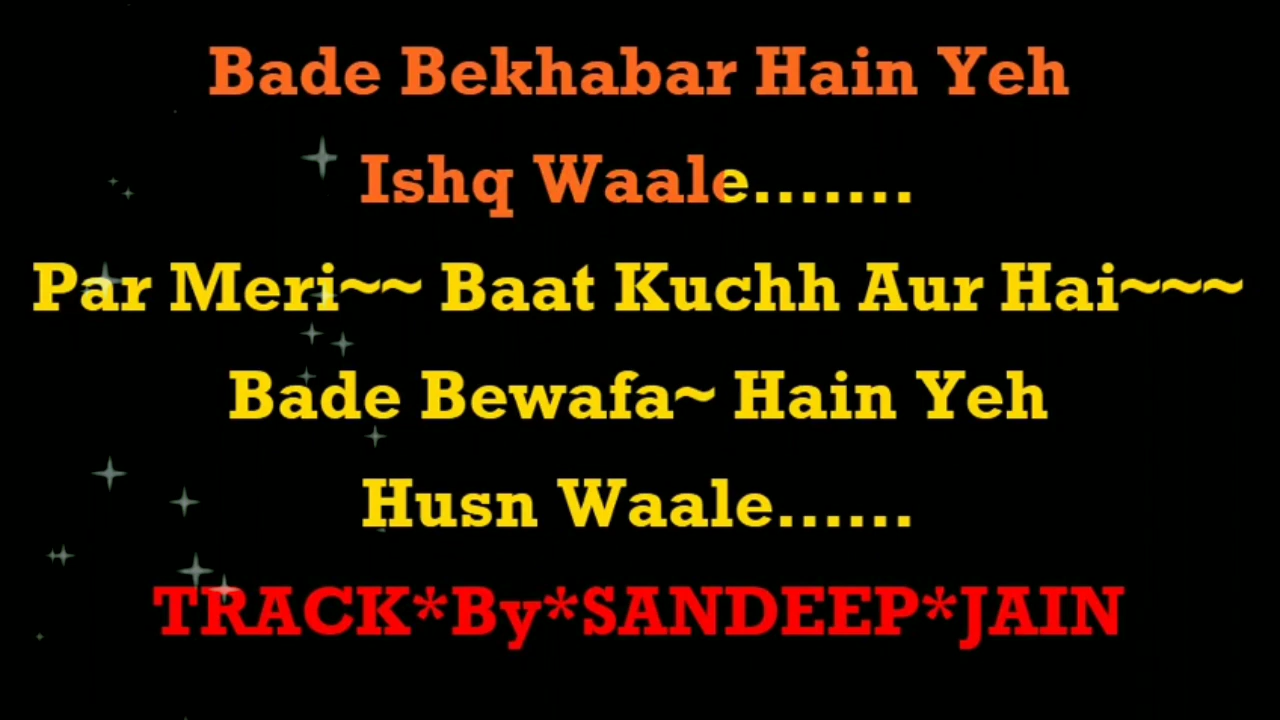 Bade Bekhabar Hain Yeh
Ishq Waale.......
Par Meri~~ Baat Kuchh Aur Hai~~~
Bade Bewafa~ Hain Yeh
Husn Waale......
TRACK*By*SANDEEP*JAIN